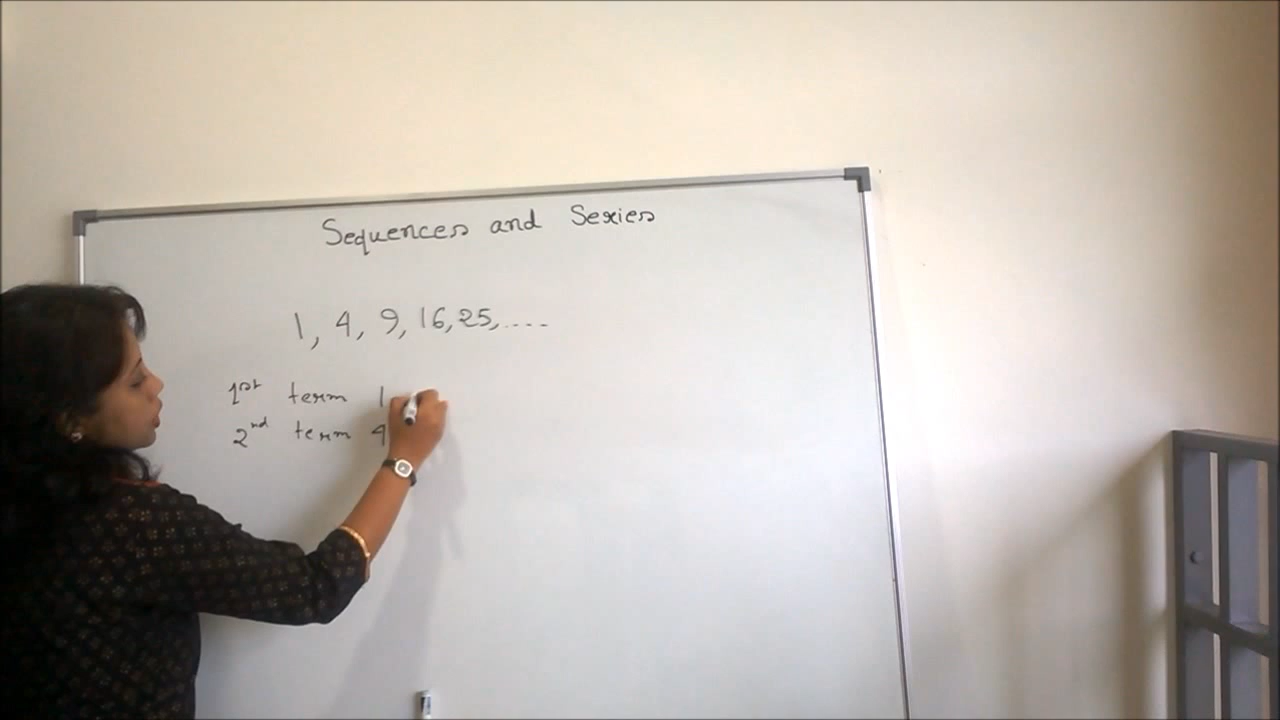 Sequences and Series
1, 4, 9, 16, 25, ....
1st term 1
2nd term 4